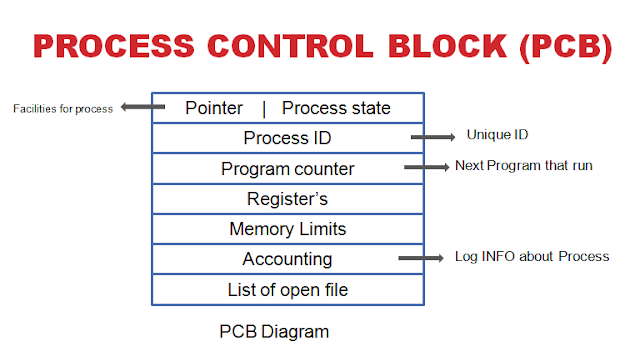 PROCESS CONTROL BLOCK (PCB)
Facilities for process
Pointer | Process state
Process ID
Unique ID
Program counter
Next Program that run
Register's
Memory Limits
Accounting
Log INFO about Process
List of open file
PCB Diagram